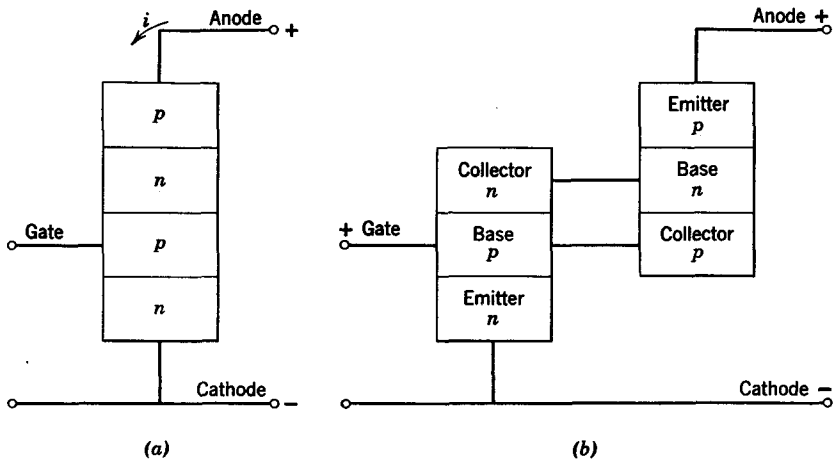 i
Anode +
p
n
Gate
p
n
Cathode -
(a)
Anode +
Emitter
p
Collector
n
Base
n
+ Gate
Base
p
Collector
p
Emitter
n
Cathode -
(b)